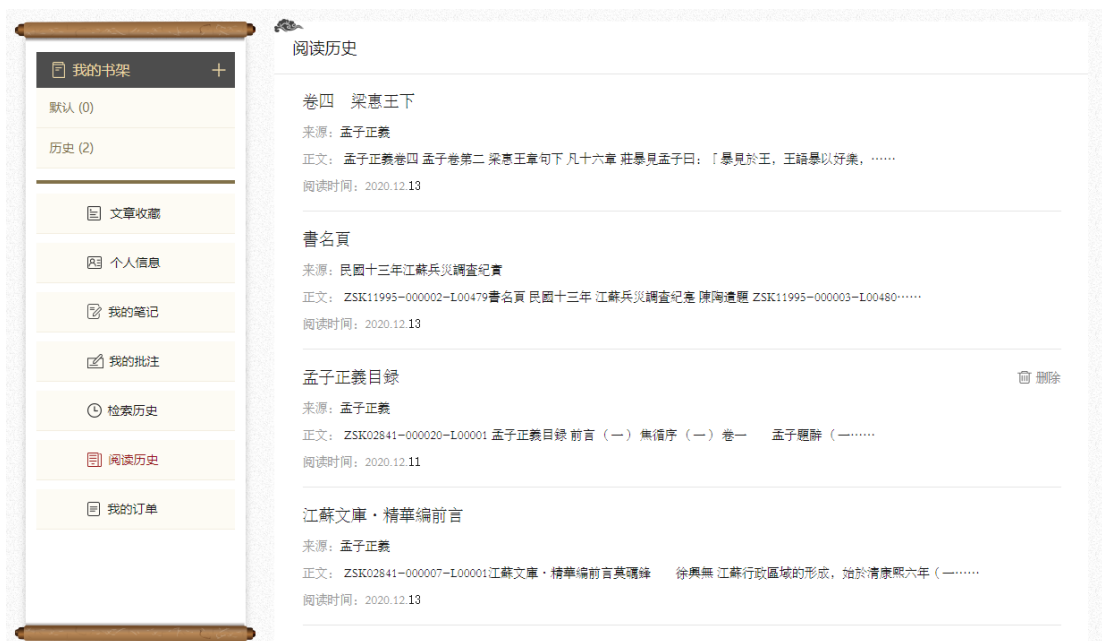 我的书架
默认 (0)
历史 (2)
文章收藏
个人信息
我的笔记
我的批注
检索历史
阅读历史
我的订单
阅读历史
卷四　梁惠王下
来源：孟子正義
正文： 孟子正義卷四 孟子卷第二 梁惠王章句下 凡十六章 莊暴見孟子曰：「暴見於王，王語暴以好樂，……
阅读时间：2020.12.13
書名頁
来源：民國十三年江蘇兵災調查纪實
正文： ZSK11995-000002-L00479書名頁 民國十三年 江蘇兵災調查紀寔 陳陶遺題 ZSK11995-000003-L00480……
阅读时间：2020.12.13
孟子正義目録
删除
来源：孟子正義
正文： ZSK02841-000020-L00001 孟子正義目録 前言（一） 焦循序（一） 卷一　　孟子題辭（一……
阅读时间：2020.12.11
江蘇文庫·精華编前言
来源：孟子正義
正文： ZSK02841-000007-L00001江蘇文庫·精華编前言莫礪鋒　　徐興無 江蘇行政區域的形成，始於清康熙六年（一……
阅读时间：2020.12.13